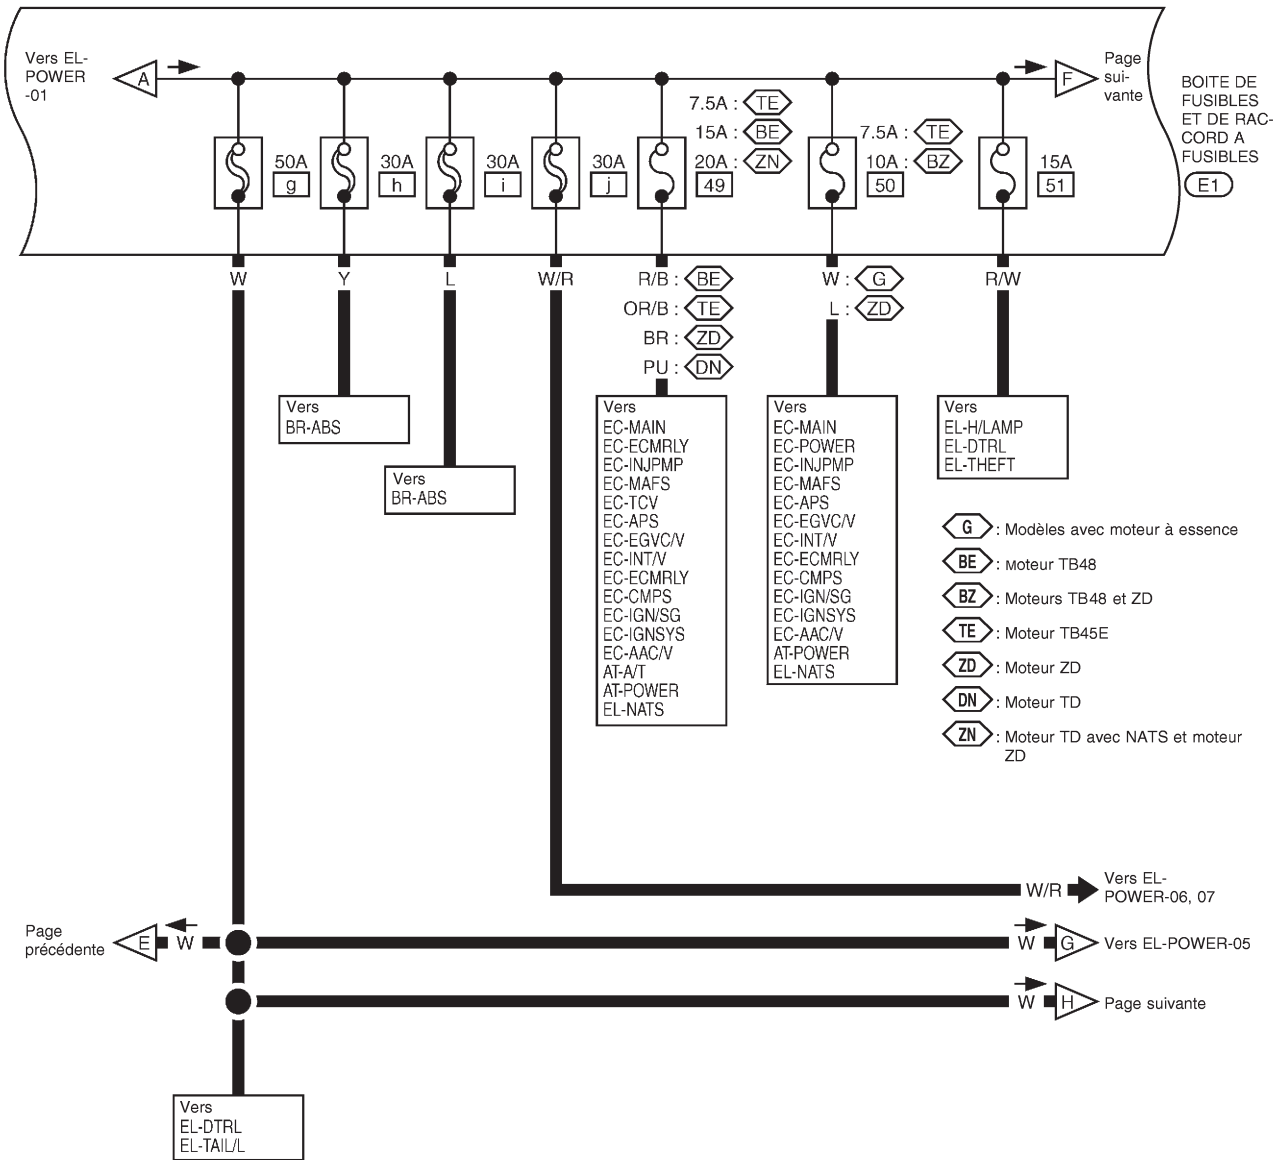 Vers EL-
POWER
-01
A
F
Page
sui-
vante
BOITE DE
FUSIBLES
ET DE RAC-
CORD A
FUSIBLES
E1
50A
g
30A
h
30A
i
30A
j
7.5A : TE
15A : BE
20A : ZN
49
7.5A : TE
10A : BZ
50
15A
51
W
Y
L
W/R
R/B : BE
OR/B : TE
BR : ZD
PU : DN
W : G
L : ZD
R/W
Vers
BR-ABS
Vers
BR-ABS
Vers
EC-MAIN
EC-ECMRLY
EC-INJPMP
EC-MAFS
EC-TCV
EC-APS
EC-EGVC/V
EC-INT/V
EC-ECMRLY
EC-CMPS
EC-IGN/SG
EC-IGNSYS
EC-AAC/V
AT-A/T
AT-POWER
EL-NATS
Vers
EC-MAIN
EC-POWER
EC-INJPMP
EC-MAFS
EC-APS
EC-EGVC/V
EC-INT/V
EC-ECMRLY
EC-CMPS
EC-IGN/SG
EC-IGNSYS
EC-AAC/V
AT-POWER
EL-NATS
Vers
EL-H/LAMP
EL-DTRL
EL-THEFT
G : Modèles avec moteur à essence
BE : Moteur TB48
BZ : Moteurs TB48 et ZD
TE : Moteur TB45E
ZD : Moteur ZD
DN : Moteur TD
ZN : Moteur TD avec NATS et moteur
ZD
W/R
Vers EL-
POWER-06, 07
Page
précédente
E
W
W
G
Vers EL-POWER-05
W
H
Page suivante
Vers
EL-DTRL
EL-TAIL/L